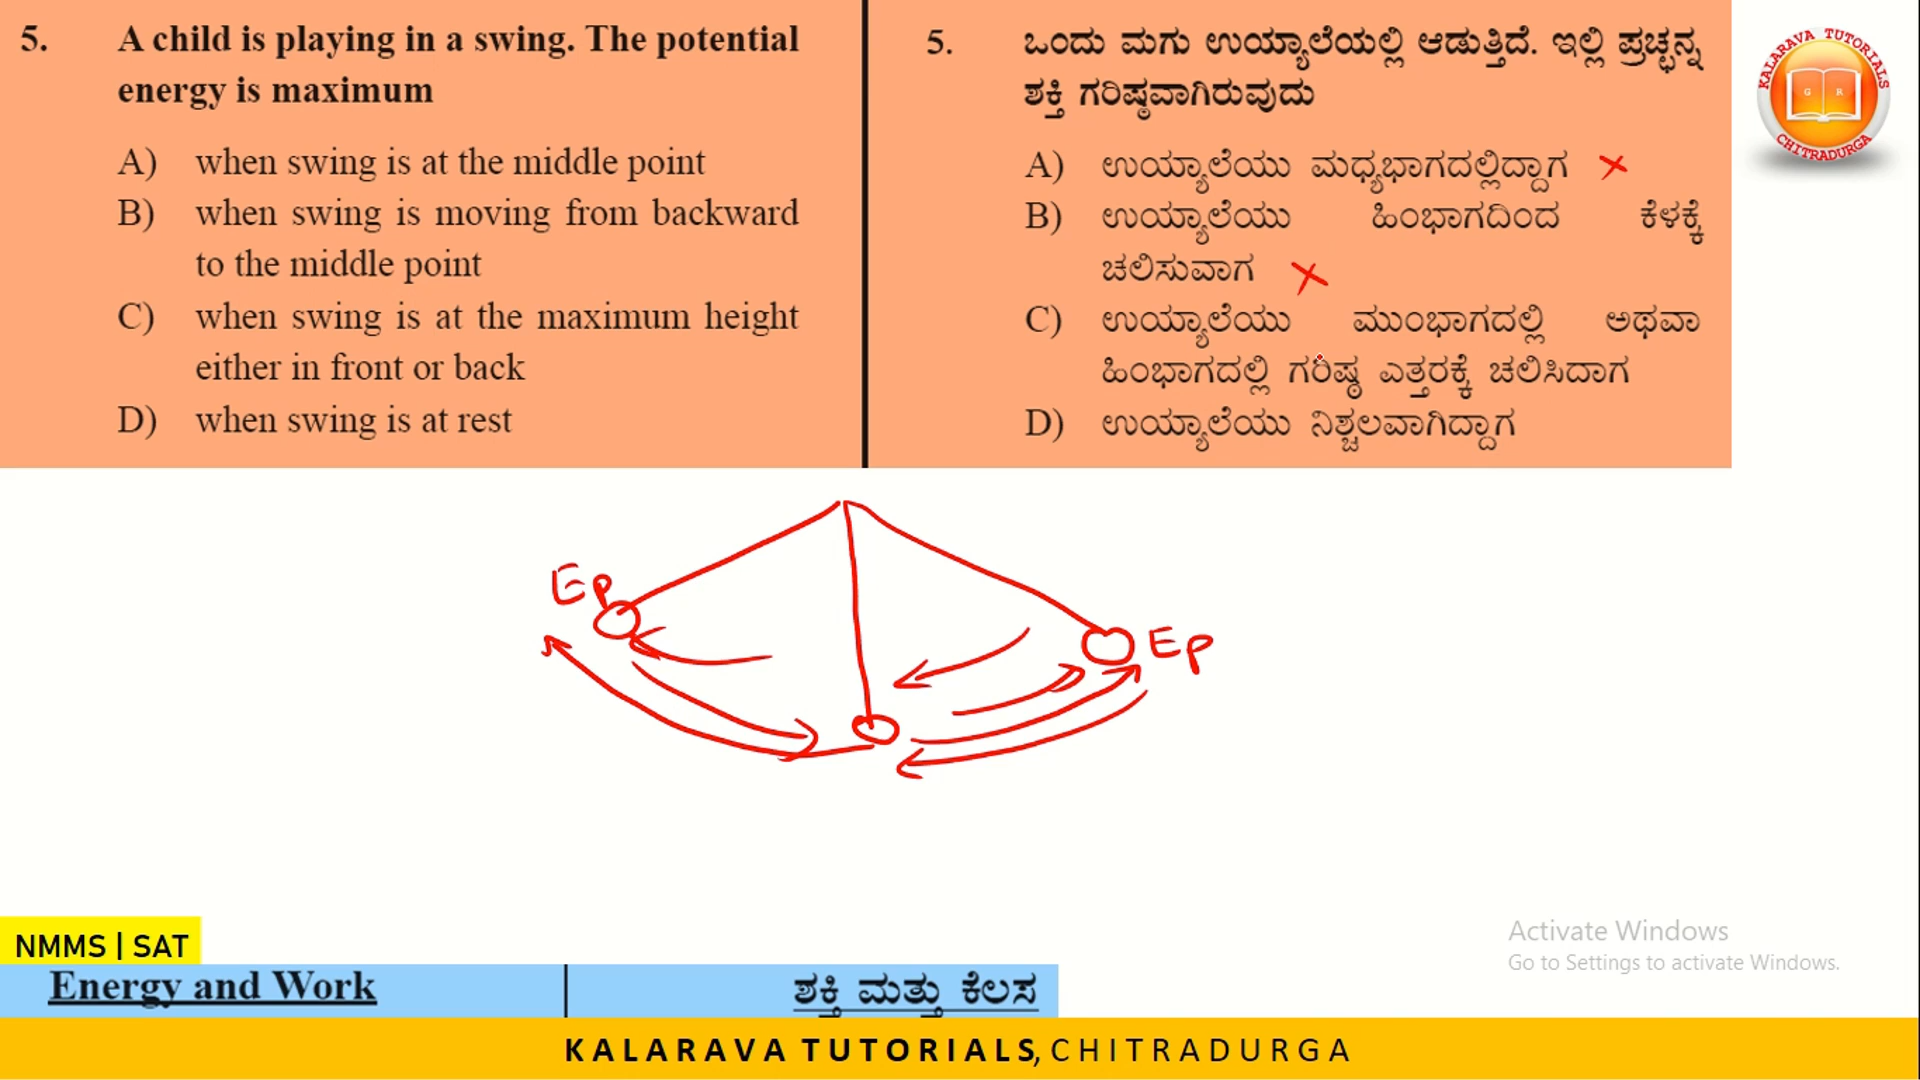 5. A child is playing in a swing. The potential
energy is maximum
A) when swing is at the middle point
B) when swing is moving from backward
to the middle point
C) when swing is at the maximum height
either in front or back
D) when swing is at rest
5. ಒಂದು ಮಗು ಉಯ್ಯಾಲೆಯಲ್ಲಿ ಆಡುತ್ತಿದೆ. ಇಲ್ಲಿ ಪ್ರಚ್ಛನ್ನ
ಶಕ್ತಿ ಗರಿಷ್ಠವಾಗಿರುವುದು
A) ಉಯ್ಯಾಲೆಯು ಮಧ್ಯಭಾಗದಲ್ಲಿದ್ದಾಗ
B) ಉಯ್ಯಾಲೆಯು ಹಿಂಭಾಗದಿಂದ ಕೆಳಕ್ಕೆ
ಚಲಿಸುವಾಗ
C) ಉಯ್ಯಾಲೆಯು ಮುಂಭಾಗದಲ್ಲಿ ಅಥವಾ
ಹಿಂಭಾಗದಲ್ಲಿ ಗರಿಷ್ಠ ಎತ್ತರಕ್ಕೆ ಚಲಿಸಿದಾಗ
D) ಉಯ್ಯಾಲೆಯು ನಿಶ್ಚಲವಾಗಿದ್ದಾಗ
KALARAVA TUTORIALS
G R
CHITRADURGA
Ep
Ep
Activate Windows
Go to Settings to activate Windows.
NMMS | SAT
Energy and Work
ಶಕ್ತಿ ಮತ್ತು ಕೆಲಸ
KALARAVA TUTORIALS, CHITRADURGA